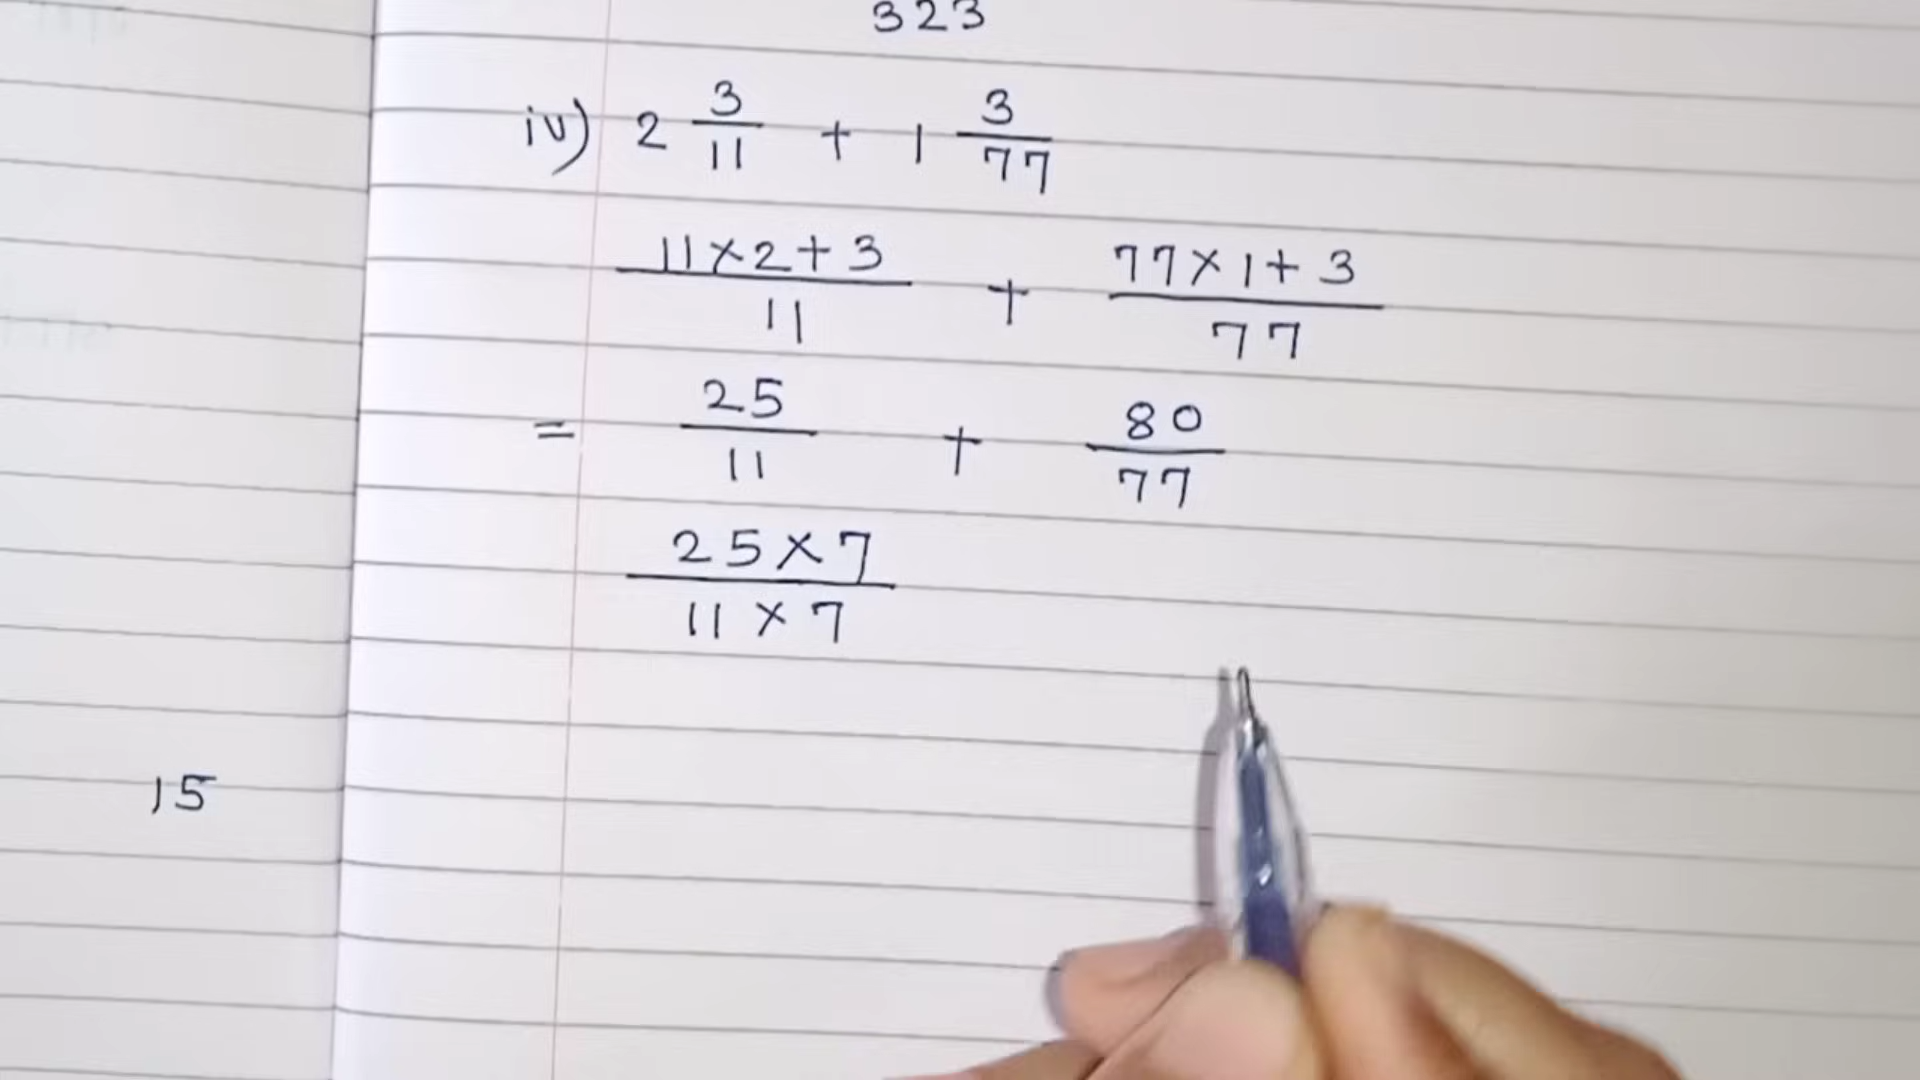 323
iv) 2 3/11 + 1 3/77
11×2+3/11 + 77×1+3/77
= 25/11 + 80/77
25×7/11×7
15